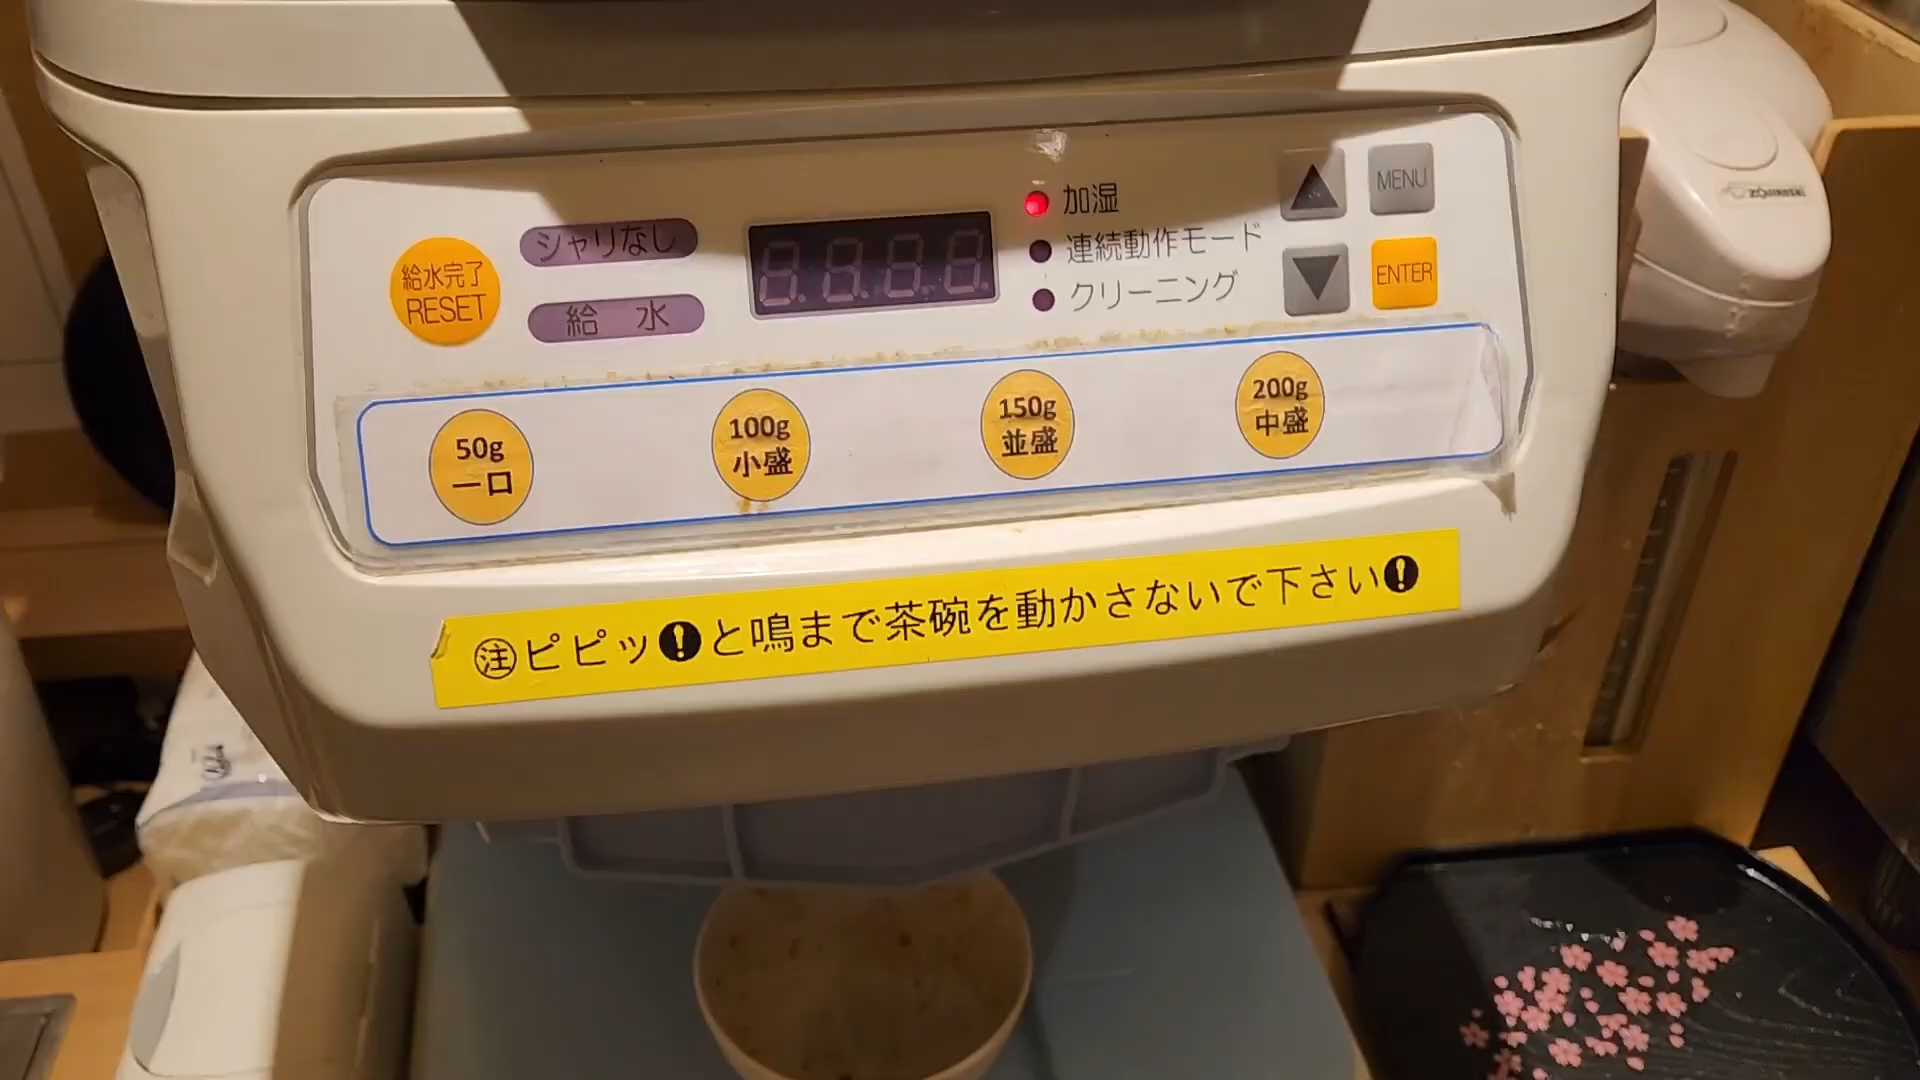 給水完了
RESET
シャリなし
給 水
加湿
連続動作モード
クリーニング
▲
MENU
▼
ENTER
50g
一口
100g
小盛
150g
並盛
200g
中盛
㊟ピピッ!と鳴まで茶碗を動かさないで下さい!
ZOJIRUSHI